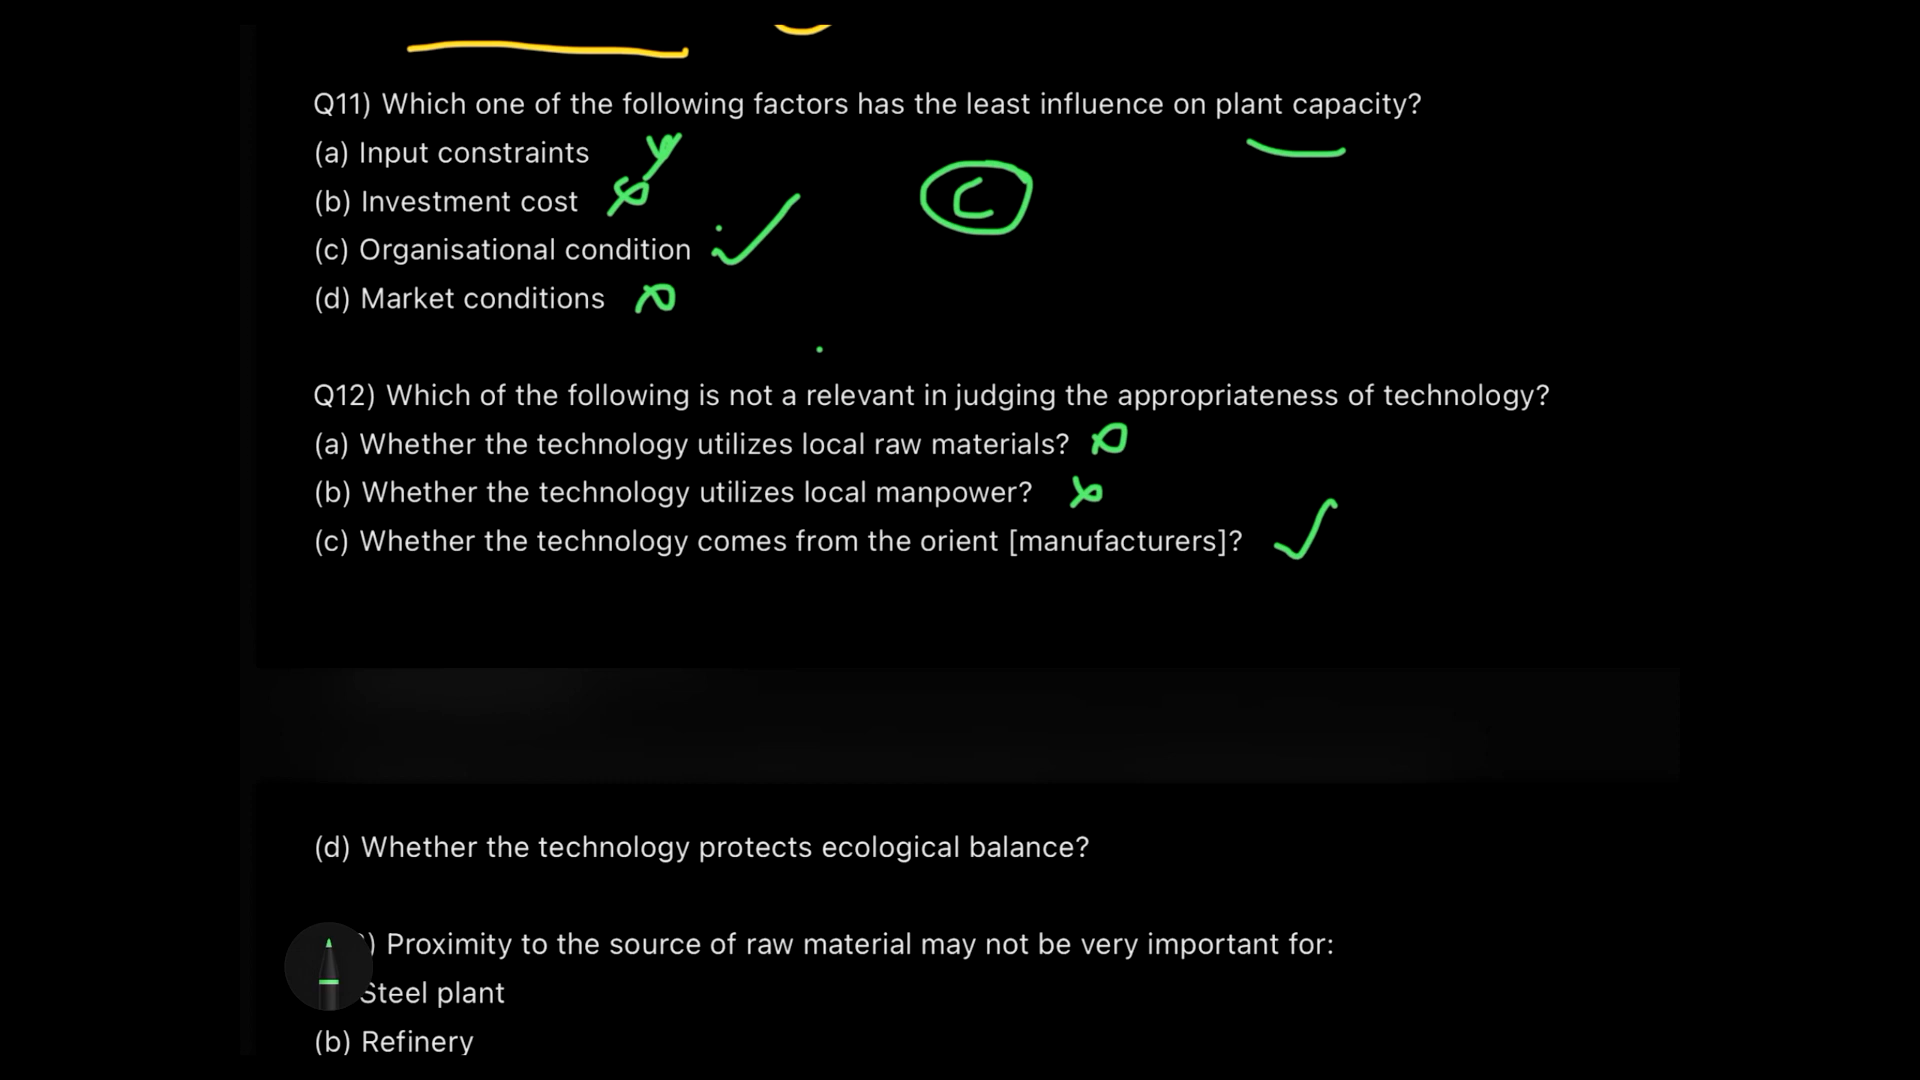 Q11) Which one of the following factors has the least influence on plant capacity?
(a) Input constraints
(b) Investment cost
(c) Organisational condition
C
(d) Market conditions
Q12) Which of the following is not a relevant in judging the appropriateness of technology?
(a) Whether the technology utilizes local raw materials?
(b) Whether the technology utilizes local manpower?
(c) Whether the technology comes from the orient [manufacturers]?
(d) Whether the technology protects ecological balance?
) Proximity to the source of raw material may not be very important for:
Steel plant
(b) Refinery